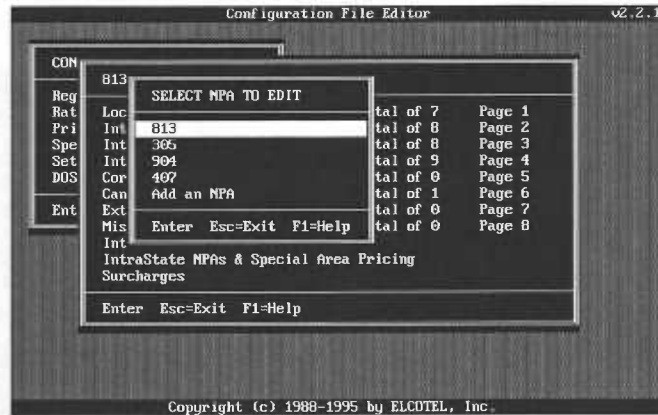 Configuration File Editor v2.2.1
CON
Reg
Rat
Pri
Spe
Set
DOS
Ent
813
Loc tal of 7 Page 1
Int tal of 8 Page 2
Int tal of 8 Page 3
Int tal of 9 Page 4
Cor tal of 0 Page 5
Can tal of 1 Page 6
Ext tal of 0 Page 7
Mis tal of 0 Page 8
Int
IntraState NPAs & Special Area Pricing
Surcharges
Enter Esc=Exit F1=Help
SELECT NPA TO EDIT
813
305
904
407
Add an NPA
Enter Esc=Exit F1=Help
Copyright (c) 1988-1995 by ELCOTEL, Inc.